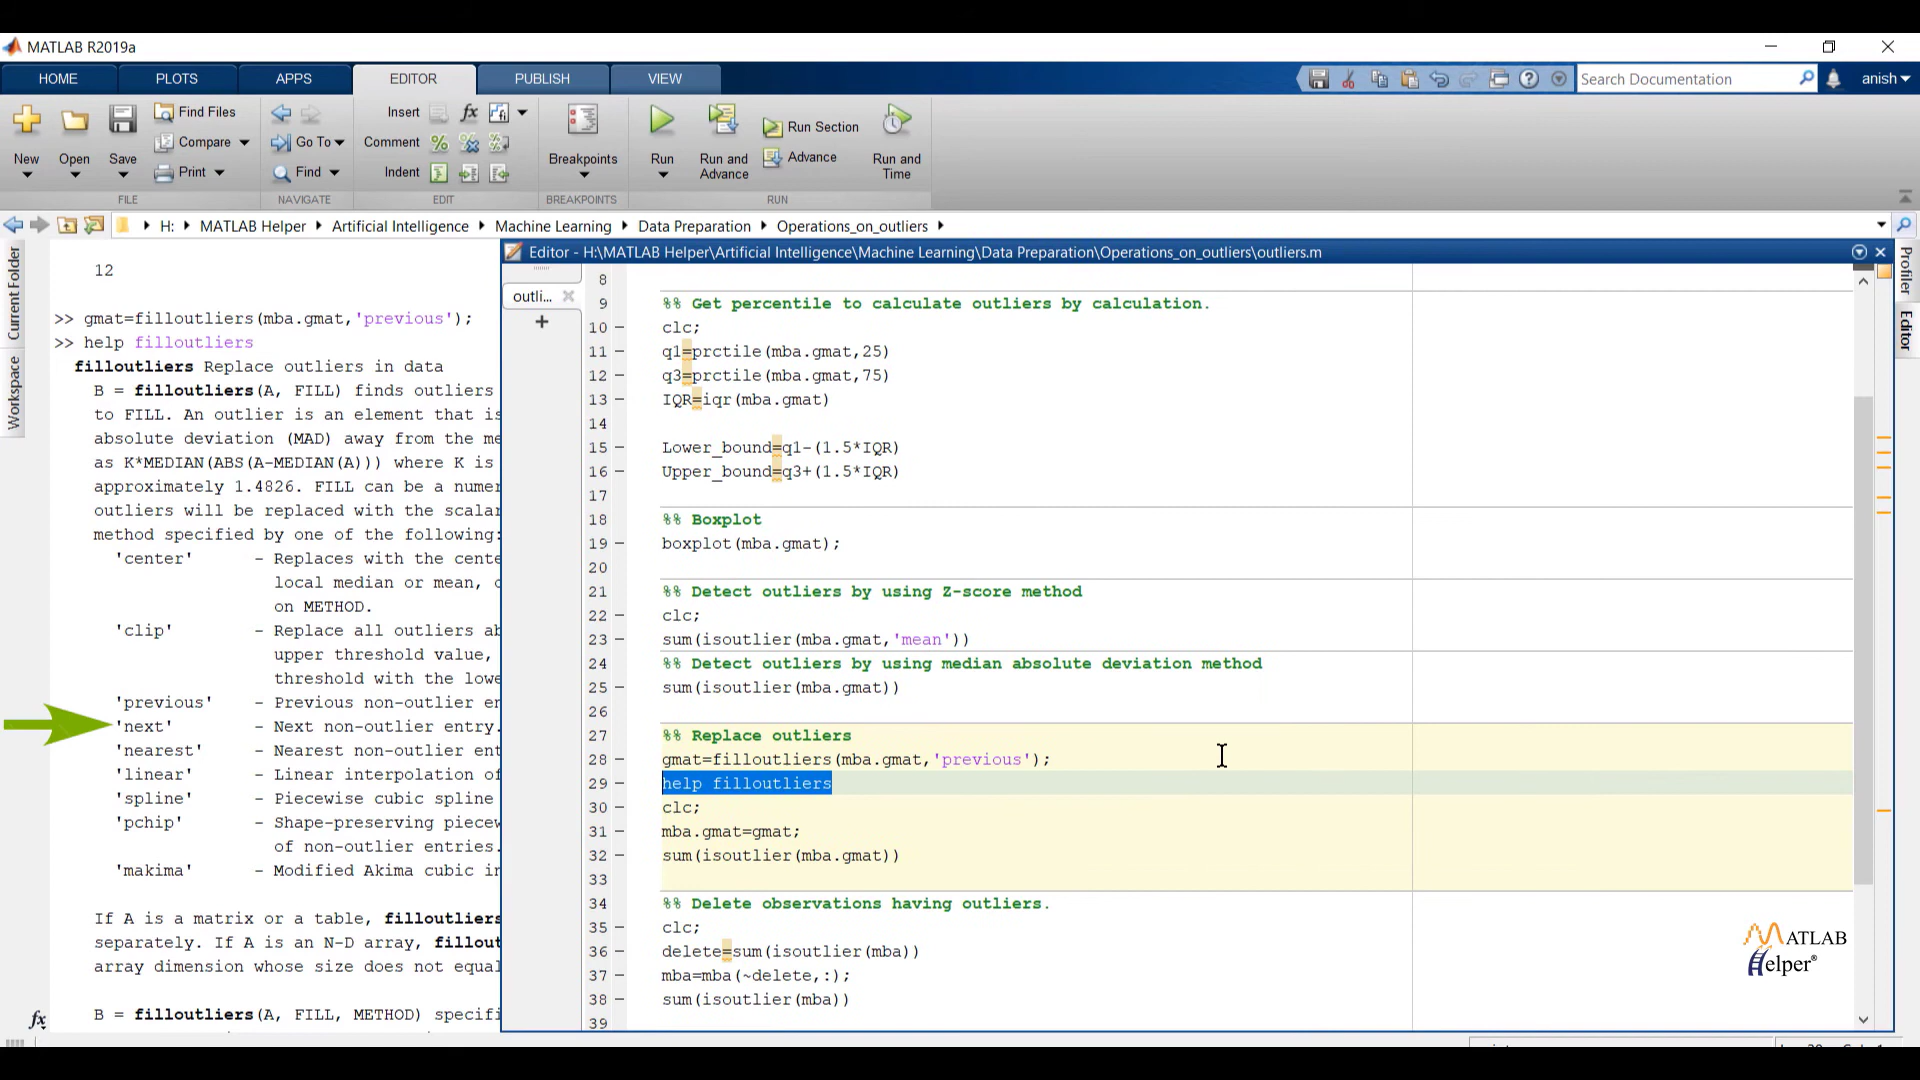 MATLAB R2019a
HOME PLOTS APPS EDITOR PUBLISH VIEW
Search Documentation
anish
New Open Save Find Files Compare Print
FILE
Go To Find
NAVIGATE
Insert fx Comment Indent
EDIT
Breakpoints
BREAKPOINTS
Run Run and Advance Run Section Advance Run and Time
RUN
H: MATLAB Helper Artificial Intelligence Machine Learning Data Preparation Operations_on_outliers
Current Folder
Workspace
12
>> gmat=filloutliers(mba.gmat,'previous');
>> help filloutliers
filloutliers Replace outliers in data
B = filloutliers(A, FILL) finds outliers
to FILL. An outlier is an element that is
absolute deviation (MAD) away from the me
as K*MEDIAN(ABS(A-MEDIAN(A))) where K is
approximately 1.4826. FILL can be a numer
outliers will be replaced with the scalar
method specified by one of the following:
'center' - Replaces with the cente
local median or mean, c
on METHOD.
'clip' - Replace all outliers ab
upper threshold value,
threshold with the lowe
'previous' - Previous non-outlier en
'next' - Next non-outlier entry.
'nearest' - Nearest non-outlier ent
'linear' - Linear interpolation of
'spline' - Piecewise cubic spline
'pchip' - Shape-preserving piecew
of non-outlier entries.
'makima' - Modified Akima cubic in
If A is a matrix or a table, filloutliers
separately. If A is an N-D array, fillout
array dimension whose size does not equal
B = filloutliers(A, FILL, METHOD) specifi
fx
Editor - H:\MATLAB Helper\Artificial Intelligence\Machine Learning\Data Preparation\Operations_on_outliers\outliers.m
outli...
+
8
9 %% Get percentile to calculate outliers by calculation.
10 - clc;
11 - q1=prctile(mba.gmat,25)
12 - q3=prctile(mba.gmat,75)
13 - IQR=iqr(mba.gmat)
14
15 - Lower_bound=q1-(1.5*IQR)
16 - Upper_bound=q3+(1.5*IQR)
17
18 %% Boxplot
19 - boxplot(mba.gmat);
20
21 %% Detect outliers by using Z-score method
22 - clc;
23 - sum(isoutlier(mba.gmat,'mean'))
24 %% Detect outliers by using median absolute deviation method
25 - sum(isoutlier(mba.gmat))
26
27 %% Replace outliers
28 - gmat=filloutliers(mba.gmat,'previous');
29 - help filloutliers
30 - clc;
31 - mba.gmat=gmat;
32 - sum(isoutlier(mba.gmat))
33
34 %% Delete observations having outliers.
35 - clc;
36 - delete=sum(isoutlier(mba))
37 - mba=mba(~delete,:);
38 - sum(isoutlier(mba))
39
Profiler
Editor
MATLAB
Helper®